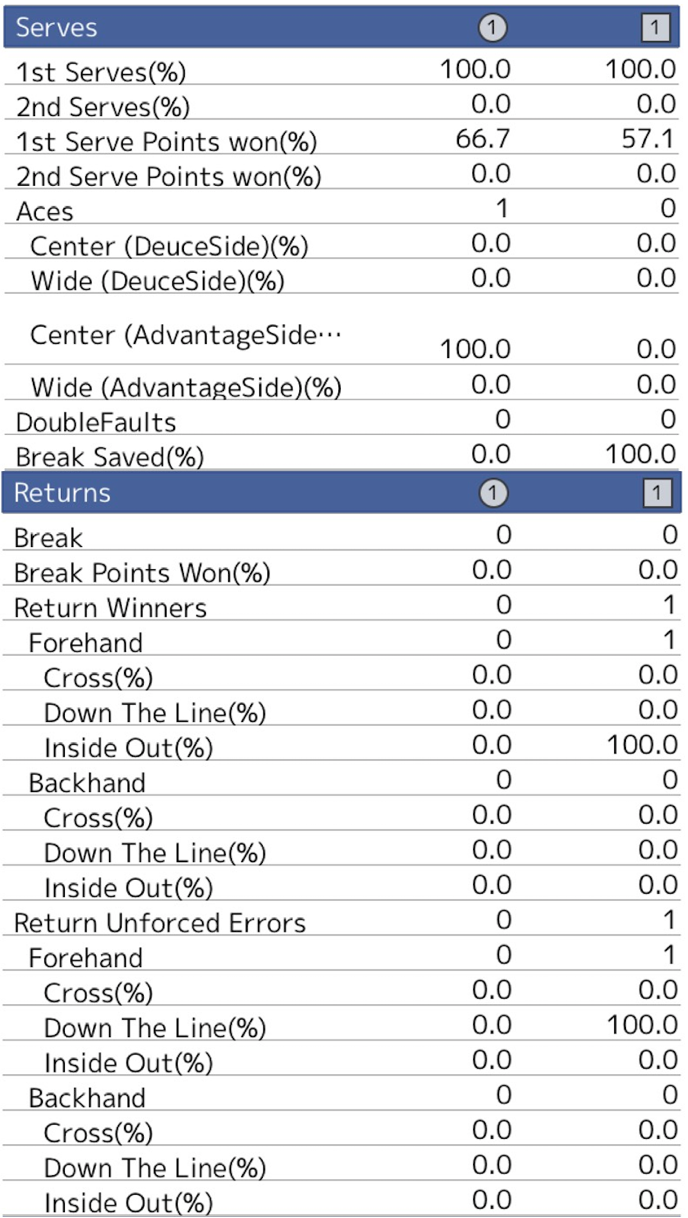 Serves 1 1
1st Serves(%) 100.0 100.0
2nd Serves(%) 0.0 0.0
1st Serve Points won(%) 66.7 57.1
2nd Serve Points won(%) 0.0 0.0
Aces 1 0
Center (DeuceSide)(%) 0.0 0.0
Wide (DeuceSide)(%) 0.0 0.0
Center (AdvantageSide… 100.0 0.0
Wide (AdvantageSide)(%) 0.0 0.0
DoubleFaults 0 0
Break Saved(%) 0.0 100.0
Returns 1 1
Break 0 0
Break Points Won(%) 0.0 0.0
Return Winners 0 1
Forehand 0 1
Cross(%) 0.0 0.0
Down The Line(%) 0.0 0.0
Inside Out(%) 0.0 100.0
Backhand 0 0
Cross(%) 0.0 0.0
Down The Line(%) 0.0 0.0
Inside Out(%) 0.0 0.0
Return Unforced Errors 0 1
Forehand 0 1
Cross(%) 0.0 0.0
Down The Line(%) 0.0 100.0
Inside Out(%) 0.0 0.0
Backhand 0 0
Cross(%) 0.0 0.0
Down The Line(%) 0.0 0.0
Inside Out(%) 0.0 0.0